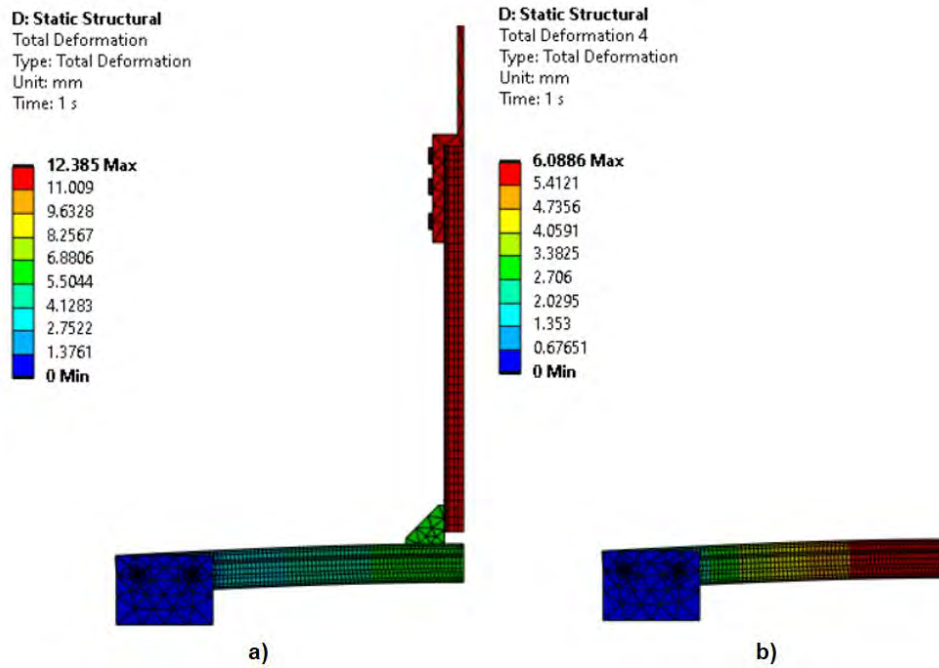 D: Static Structural
Total Deformation
Type: Total Deformation
Unit: mm
Time: 1 s
12.385 Max
11.009
9.6328
8.2567
6.8806
5.5044
4.1283
2.7522
1.3761
0 Min
a)
D: Static Structural
Total Deformation 4
Type: Total Deformation
Unit: mm
Time: 1 s
6.0886 Max
5.4121
4.7356
4.0591
3.3825
2.706
2.0295
1.353
0.67651
0 Min
b)